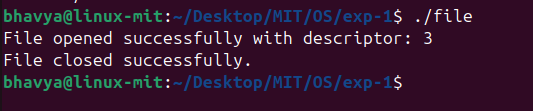 bhavya@linux-mit:~/Desktop/MIT/OS/exp-1$ ./file
File opened successfully with descriptor: 3
File closed successfully.
bhavya@linux-mit:~/Desktop/MIT/OS/exp-1$